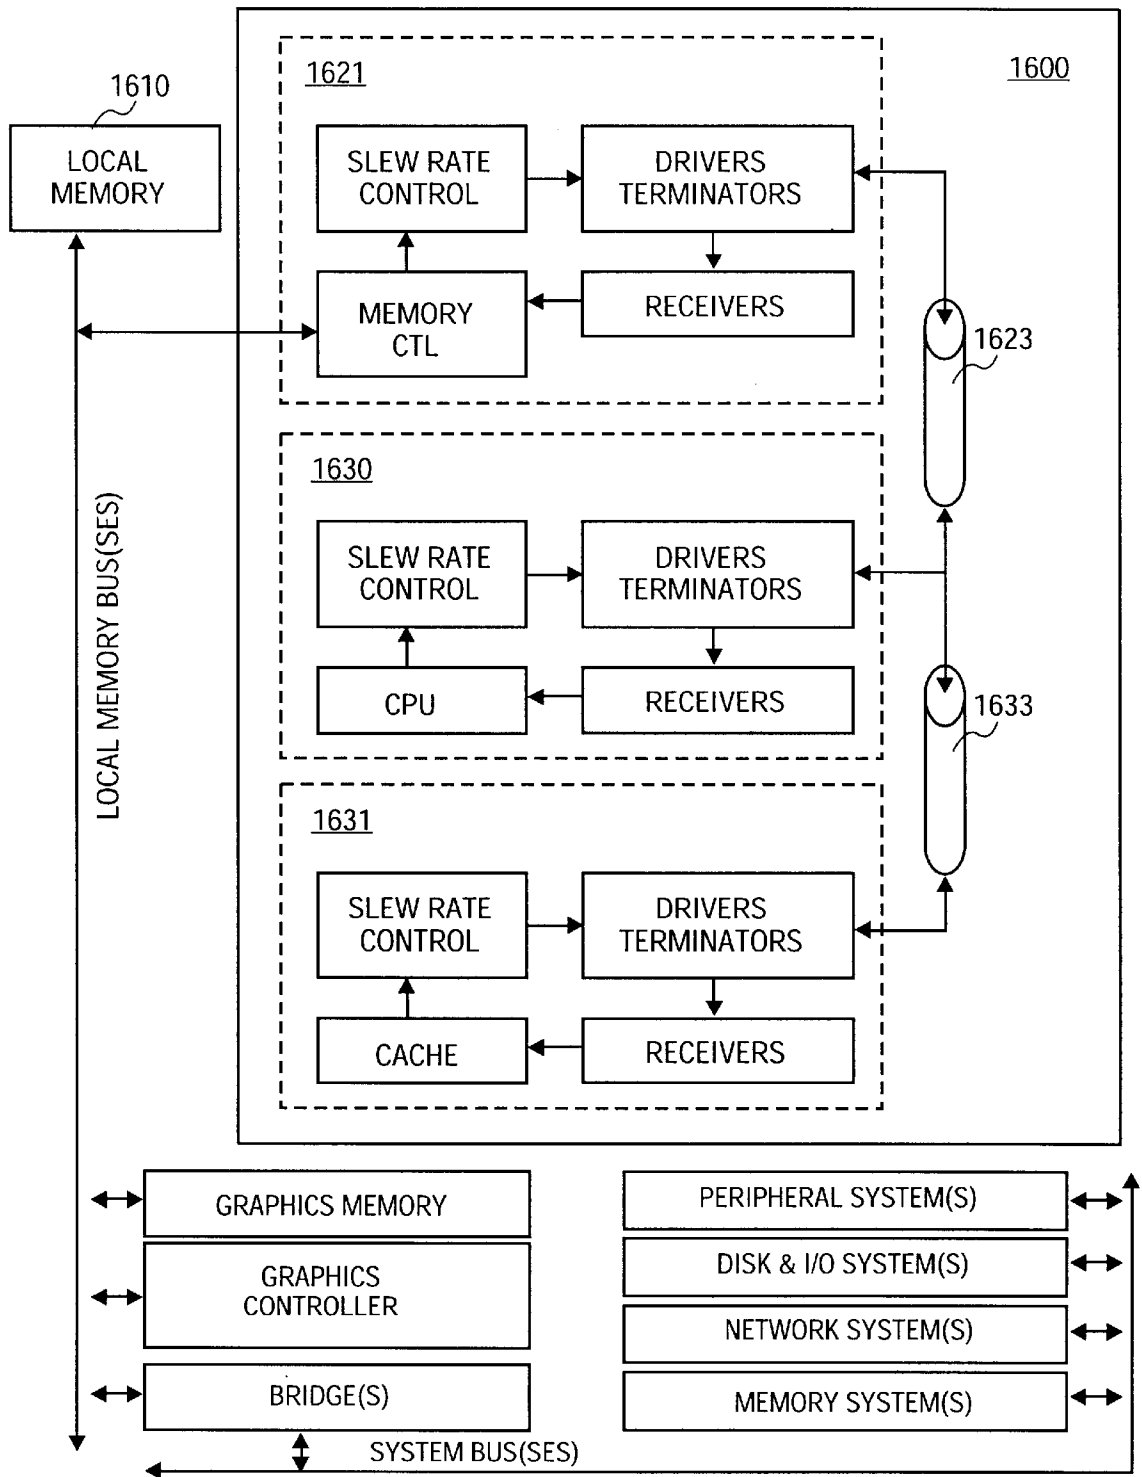 1600
1610
LOCAL
MEMORY
1621
SLEW RATE
CONTROL
DRIVERS
TERMINATORS
MEMORY
CTL
RECEIVERS
1623
1630
SLEW RATE
CONTROL
DRIVERS
TERMINATORS
CPU
RECEIVERS
1633
1631
SLEW RATE
CONTROL
DRIVERS
TERMINATORS
CACHE
RECEIVERS
LOCAL MEMORY BUS(SES)
GRAPHICS MEMORY
GRAPHICS
CONTROLLER
BRIDGE(S)
PERIPHERAL SYSTEM(S)
DISK & I/O SYSTEM(S)
NETWORK SYSTEM(S)
MEMORY SYSTEM(S)
SYSTEM BUS(SES)